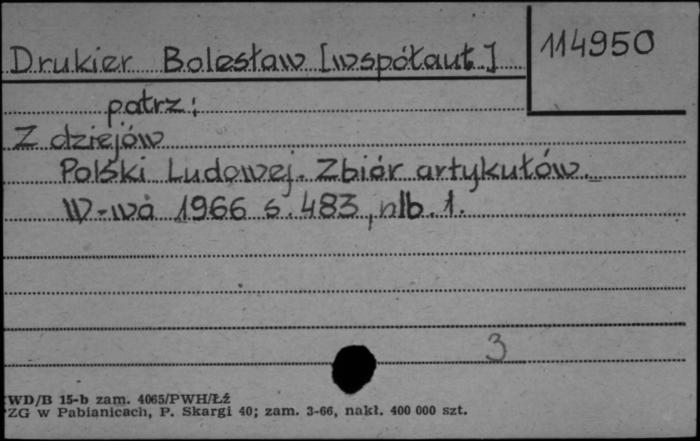 Drukier Bolesław [współaut.]
114950
patrz:
Z dziejów
Polski Ludowej. Zbiór artykułów.
W-wa 1966 s. 483, nlb. 1.
3
WD/B 15-b zam. 4065/PWH/ŁŹ
ZG w Pabianicach, P. Skargi 40; zam. 3-66, nakł. 400 000 szt.